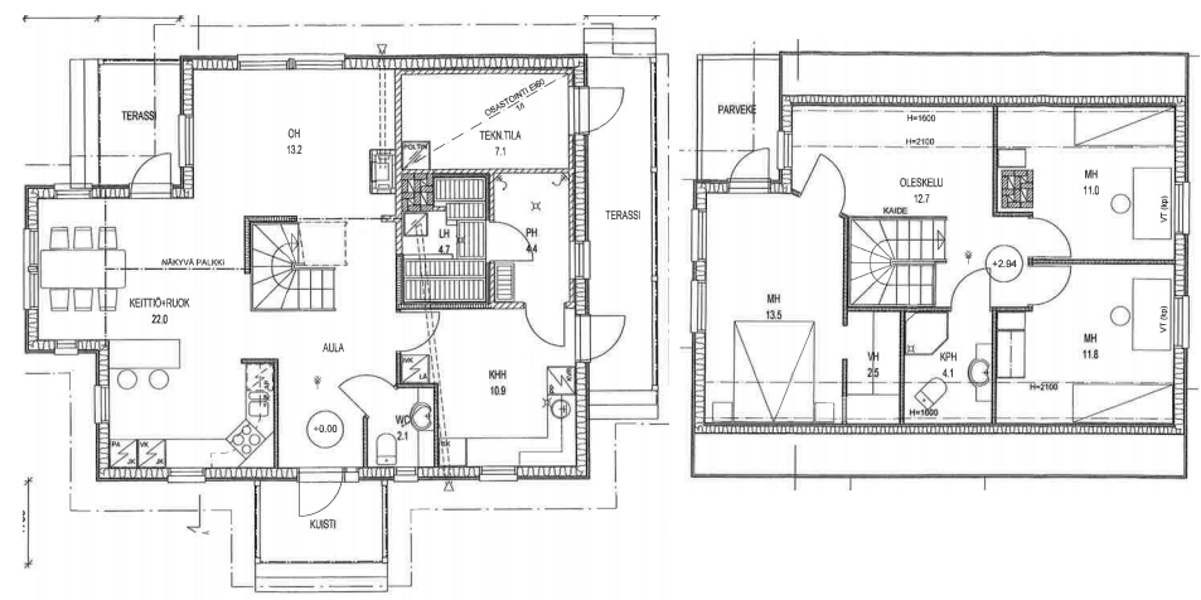 TERASSI
OH
13.2
OSASTOINTI EI60
1/1
TEKN.TILA
7.1
POLTIN
LH
4.7
PH
4.4
TERASSI
NÄKYVÄ PALKKI
KEITTIÖ+RUOK
22.0
AULA
JVK
LA
KHH
10.9
WC
2.1
+0.00
PA
JK
VK
JK
SK
KUISTI
A
PARVEKE
H=1600
H=2100
OLESKELU
12.7
KAIDE
MH
11.0
VT (kp)
+2.94
MH
13.5
VH
2.5
KPH
4.1
MH
11.8
VT (kp)
H=2100
H=1600